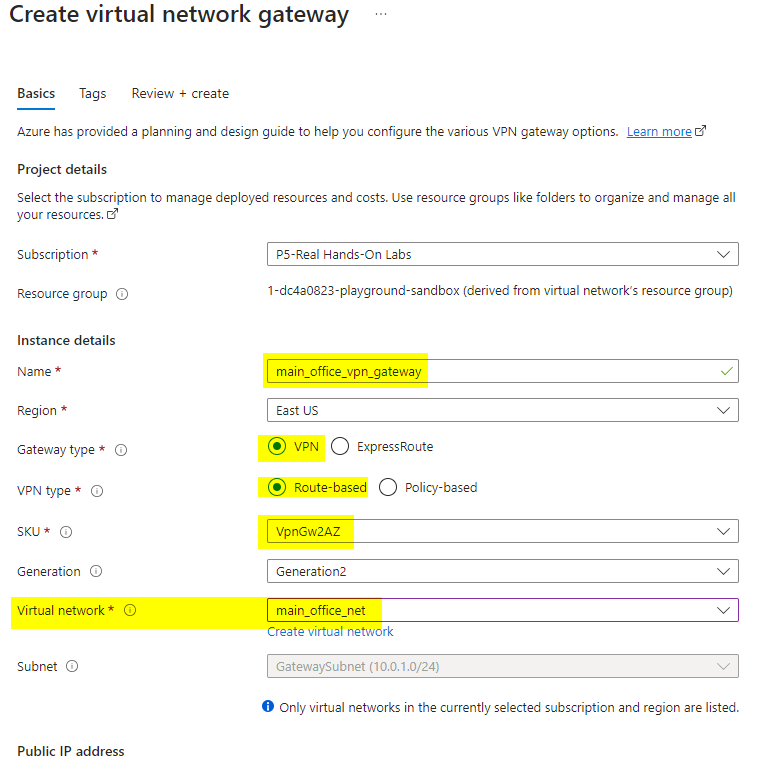 Create virtual network gateway ...
Basics Tags Review + create
Azure has provided a planning and design guide to help you configure the various VPN gateway options. Learn more
Project details
Select the subscription to manage deployed resources and costs. Use resource groups like folders to organize and manage all
your resources.
Subscription * P5-Real Hands-On Labs
Resource group 1-dc4a0823-playground-sandbox (derived from virtual network's resource group)
Instance details
Name * main_office_vpn_gateway
Region * East US
Gateway type * VPN ExpressRoute
VPN type * Route-based Policy-based
SKU * VpnGw2AZ
Generation Generation2
Virtual network * main_office_net
Create virtual network
Subnet GatewaySubnet (10.0.1.0/24)
Only virtual networks in the currently selected subscription and region are listed.
Public IP address